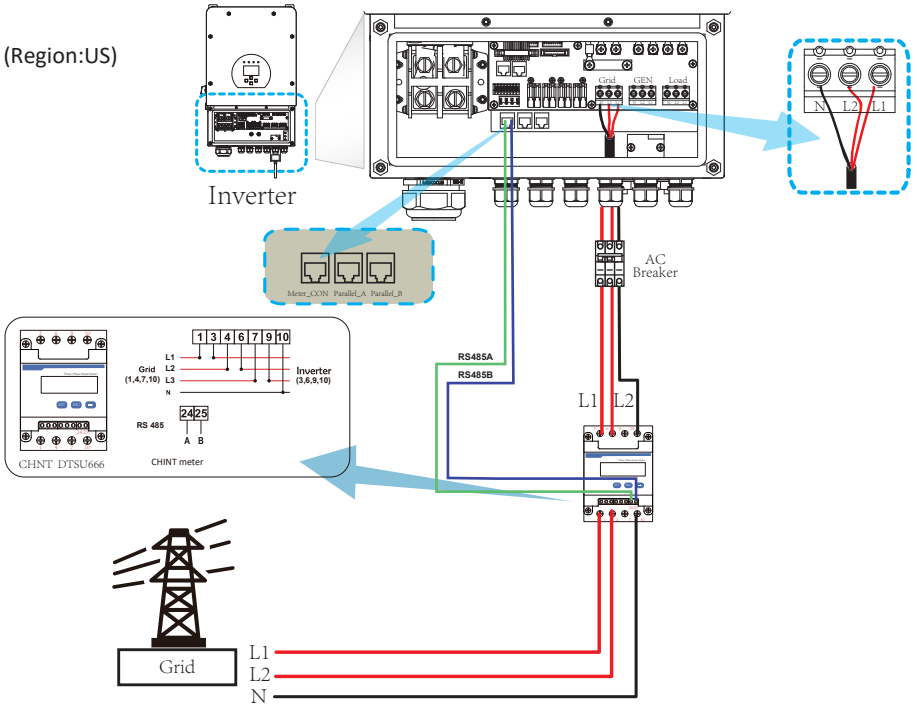 (Region:US)
Inverter
Grid GEN Load
N L2 L1
Meter_CON Parallel_A Parallel_B
AC
Breaker
1 3 4 6 7 9 10
L1
Grid L2 Inverter
(1,4,7,10) L3 (3,6,9,10)
N
24 25
RS 485
A B
CHNT DTSU666
CHINT meter
RS485A
RS485B
L1 L2
Grid
L1
L2
N